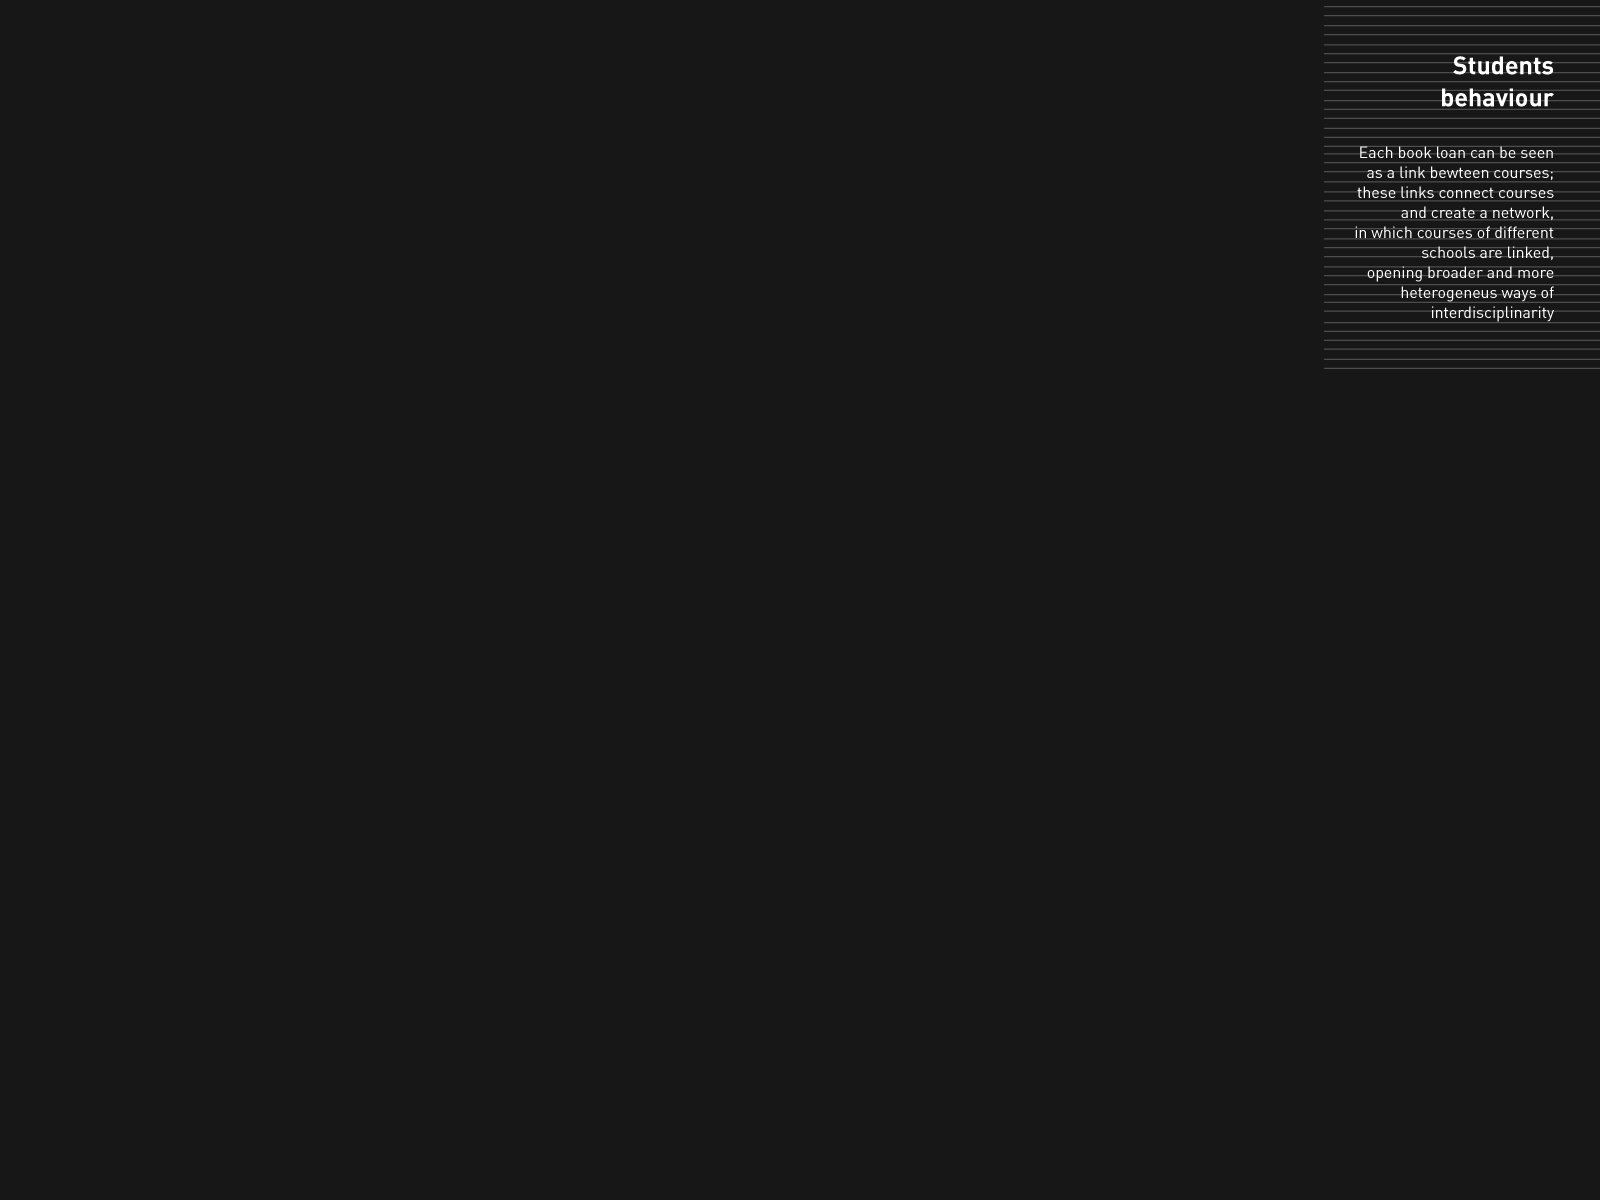 Students
behaviour
Each book loan can be seen
as a link bewteen courses;
these links connect courses
and create a network,
in which courses of different
schools are linked,
opening broader and more
heterogeneus ways of
interdisciplinarity